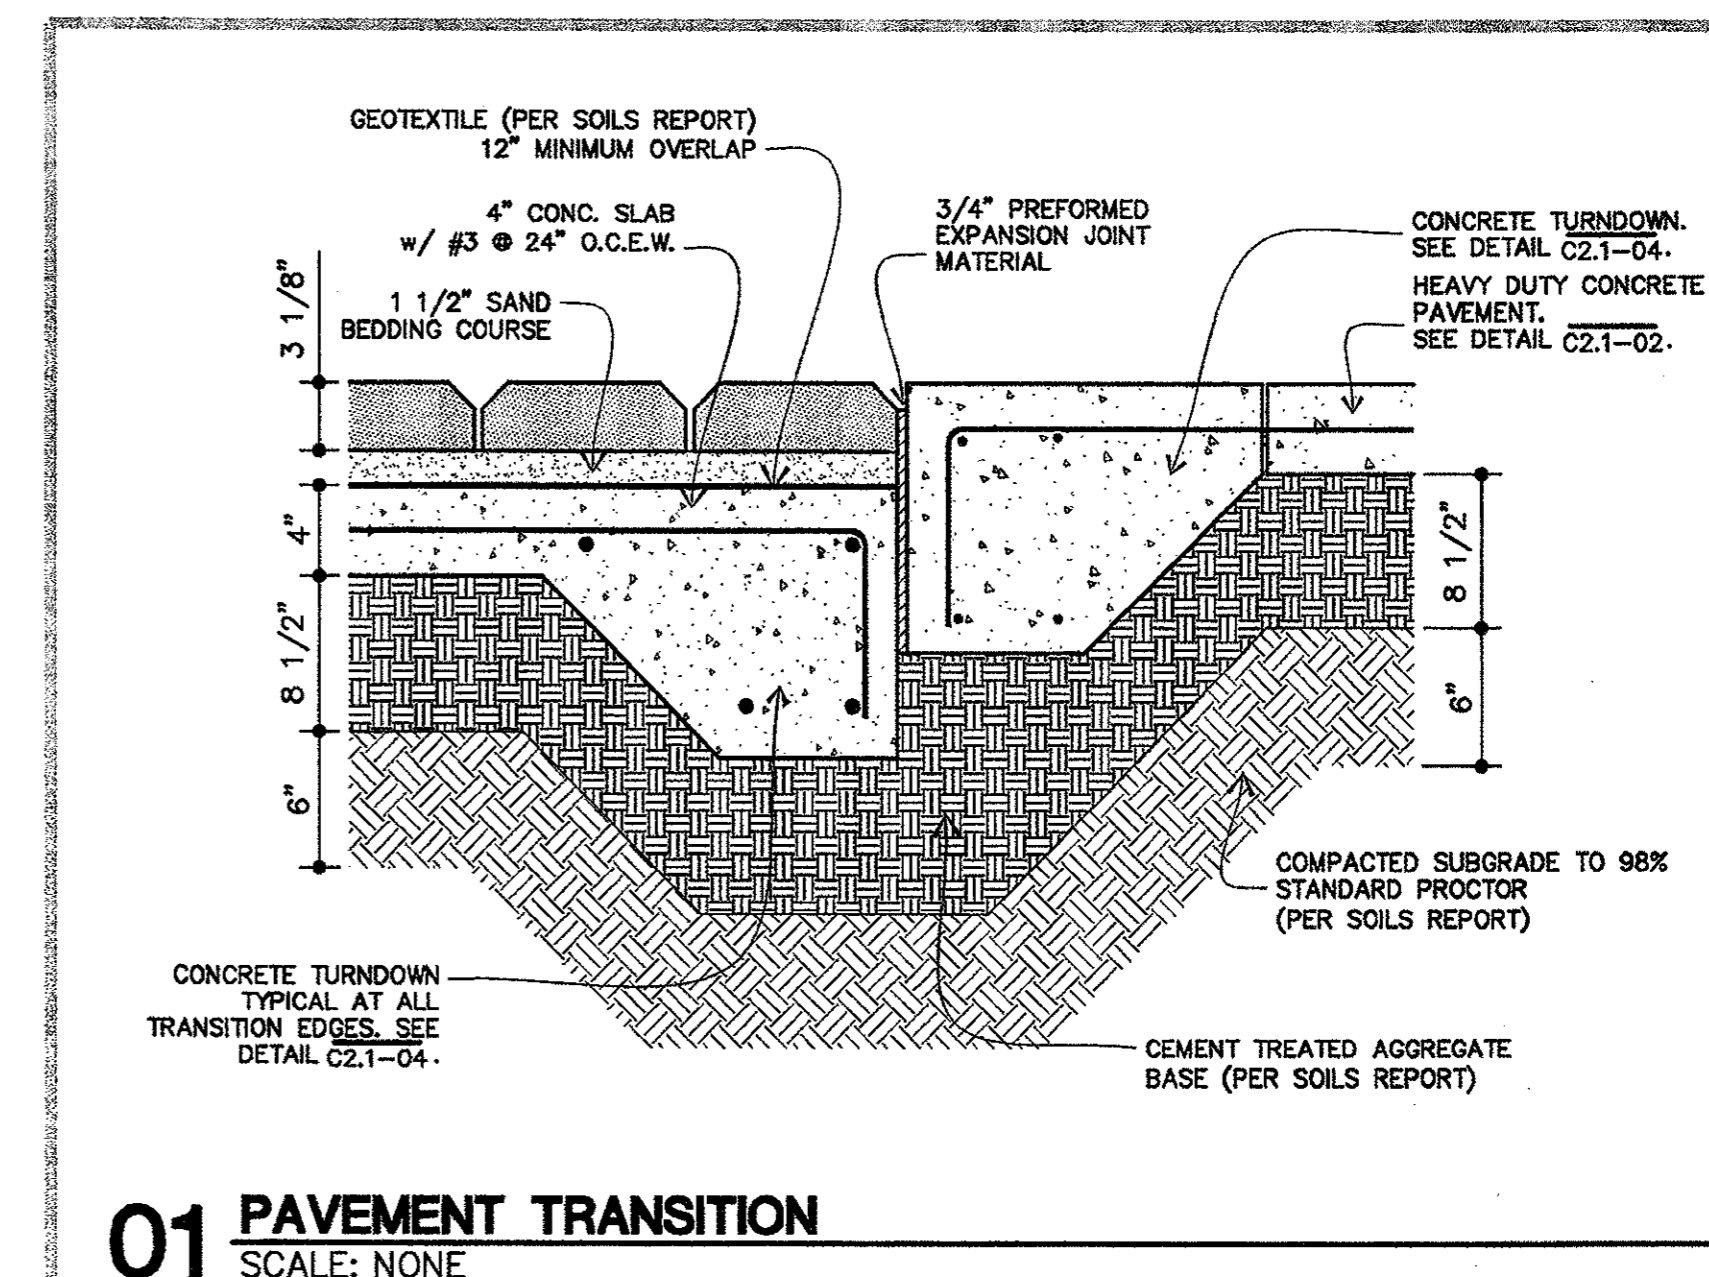 GEOTEXTILE (PER SOILS REPORT)
12" MINIMUM OVERLAP
4" CONC. SLAB
w/ #3 @ 24" O.C.E.W.
1 1/2" SAND
BEDDING COURSE
3/4" PREFORMED
EXPANSION JOINT
MATERIAL
CONCRETE TURNDOWN.
SEE DETAIL C2.1-04.
HEAVY DUTY CONCRETE
PAVEMENT.
SEE DETAIL C2.1-02.
3 1/8"
4"
8 1/2"
6"
8 1/2"
6"
COMPACTED SUBGRADE TO 98%
STANDARD PROCTOR
(PER SOILS REPORT)
CONCRETE TURNDOWN
TYPICAL AT ALL
TRANSITION EDGES. SEE
DETAIL C2.1-04.
CEMENT TREATED AGGREGATE
BASE (PER SOILS REPORT)
01 PAVEMENT TRANSITION
SCALE: NONE